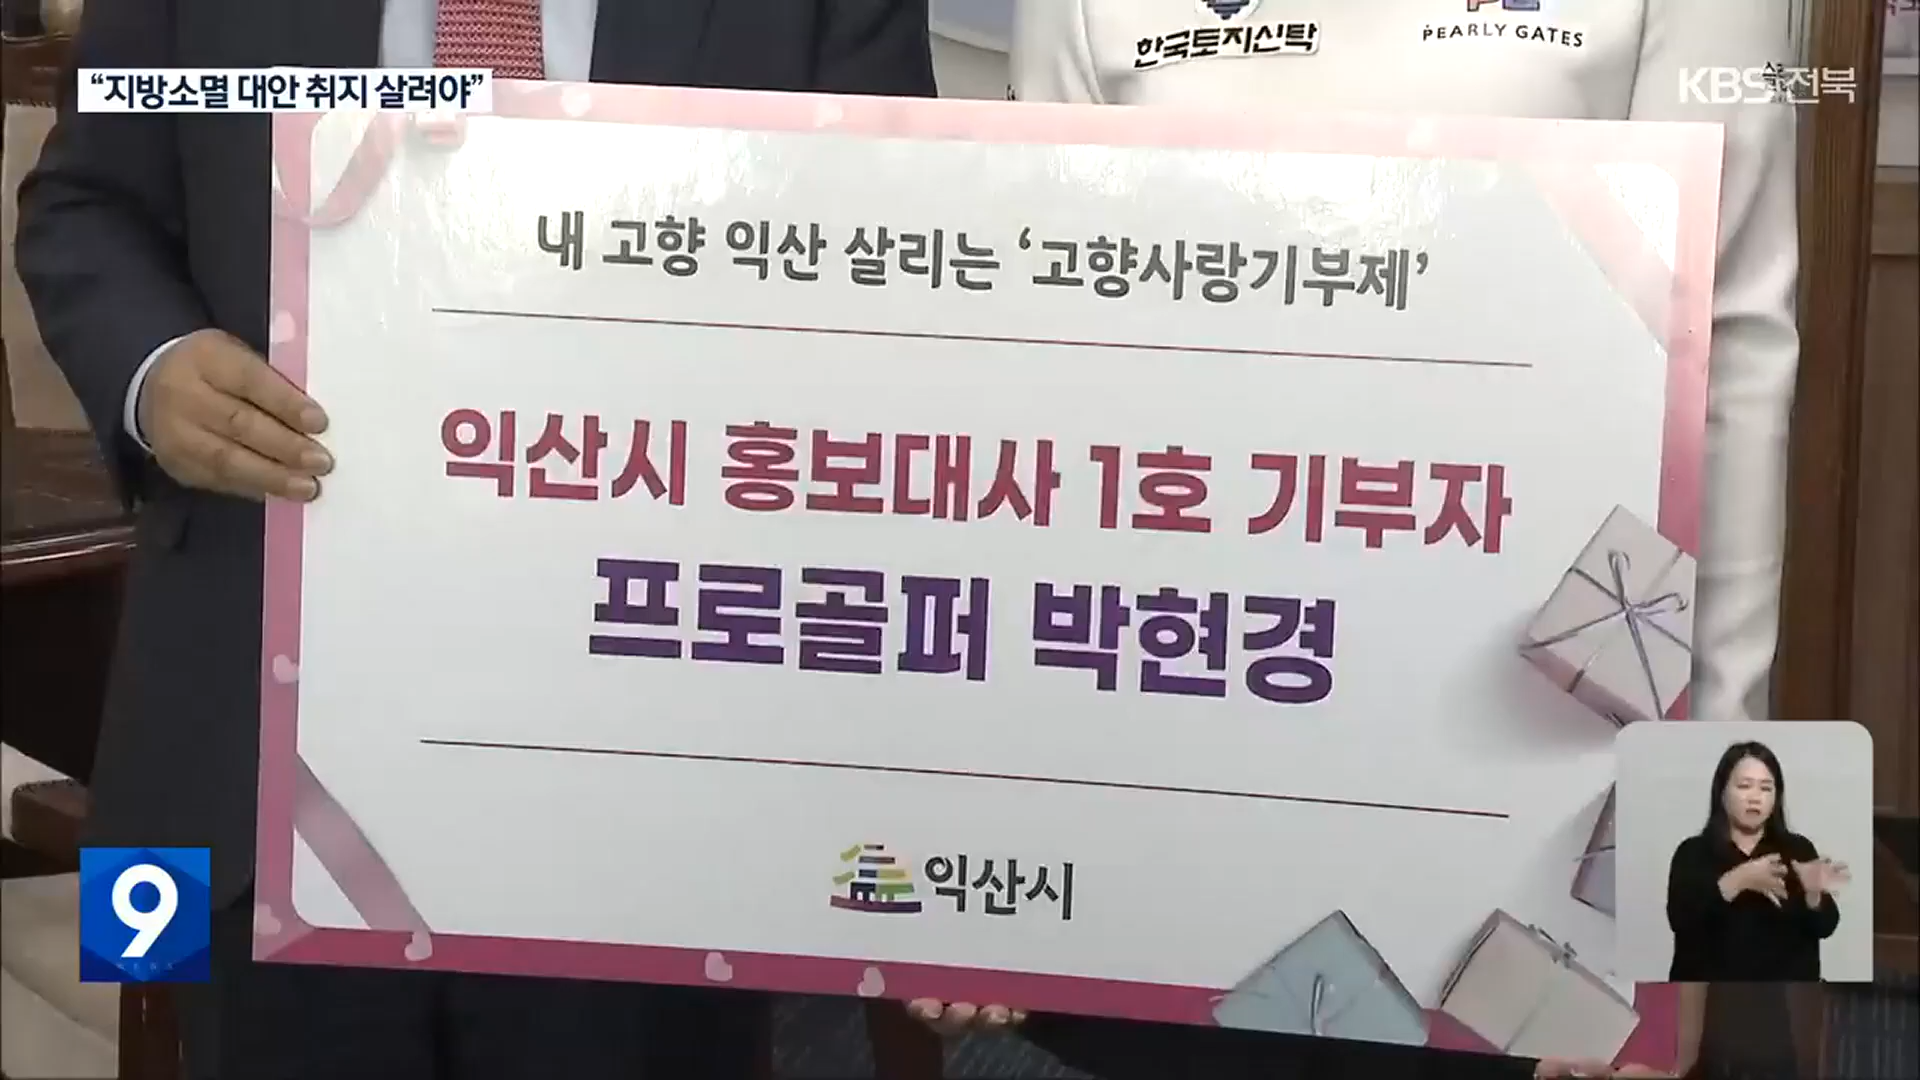 한국토지신탁
PEARLY GATES
“지방소멸 대안 취지 살려야”
KBS 전북
내 고향 익산 살리는 ‘고향사랑기부제’
익산시 홍보대사 1호 기부자
프로골퍼 박현경
익산시
9
NEWS